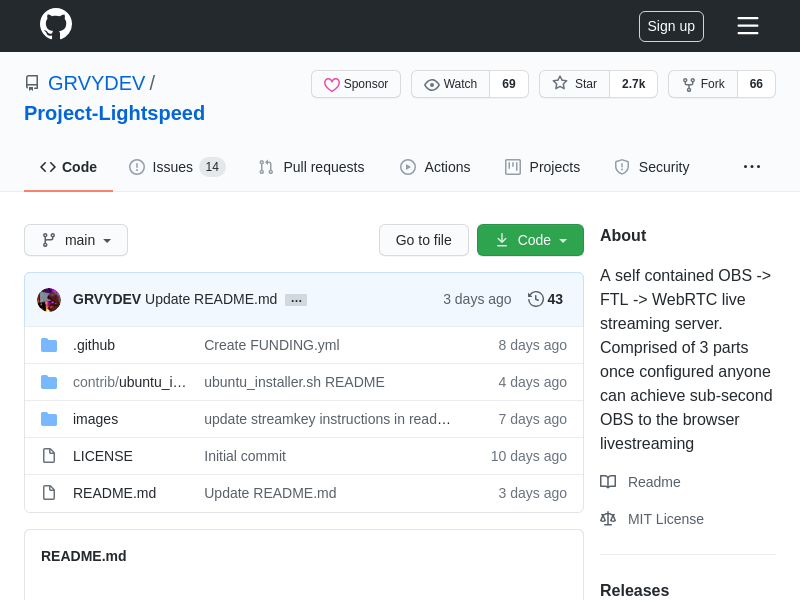 Sign up
GRVYDEV /
Project-Lightspeed
Sponsor
Watch 69
Star 2.7k
Fork 66
Code
Issues 14
Pull requests
Actions
Projects
Security
main
Go to file
Code
GRVYDEV Update README.md … 3 days ago 43
.github Create FUNDING.yml 8 days ago
contrib/ubuntu_i… ubuntu_installer.sh README 4 days ago
images update streamkey instructions in read… 7 days ago
LICENSE Initial commit 10 days ago
README.md Update README.md 3 days ago
README.md
About
A self contained OBS ->
FTL -> WebRTC live
streaming server.
Comprised of 3 parts
once configured anyone
can achieve sub-second
OBS to the browser
livestreaming
Readme
MIT License
Releases